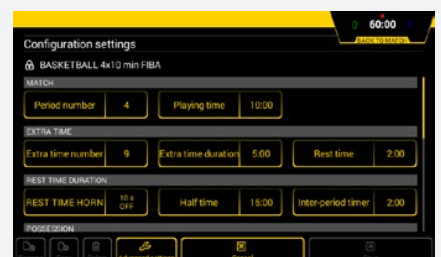 0 60:00
BACK TO MATCH
Configuration settings
BASKETBALL 4x10 min FIBA
MATCH
Period number 4 Playing time 10:00
EXTRA TIME
Extra time number 9 Extra time duration 5:00 Rest time 2:00
REST TIME DURATION
REST TIME HORN 10 s OFF Half time 15:00 Inter-period timer 2:00
POSSESSION